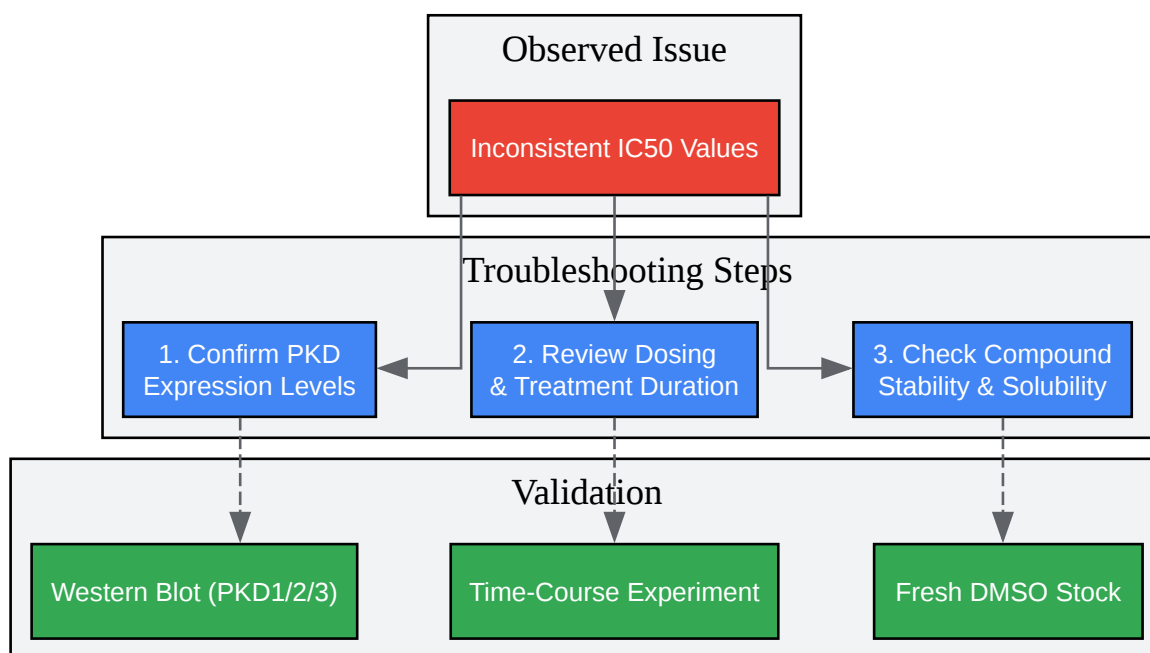 Observed Issue
Inconsistent IC50 Values
Troubleshooting Steps
1. Confirm PKD
Expression Levels
2. Review Dosing
& Treatment Duration
3. Check Compound
Stability & Solubility
Validation
Western Blot (PKD1/2/3)
Time-Course Experiment
Fresh DMSO Stock